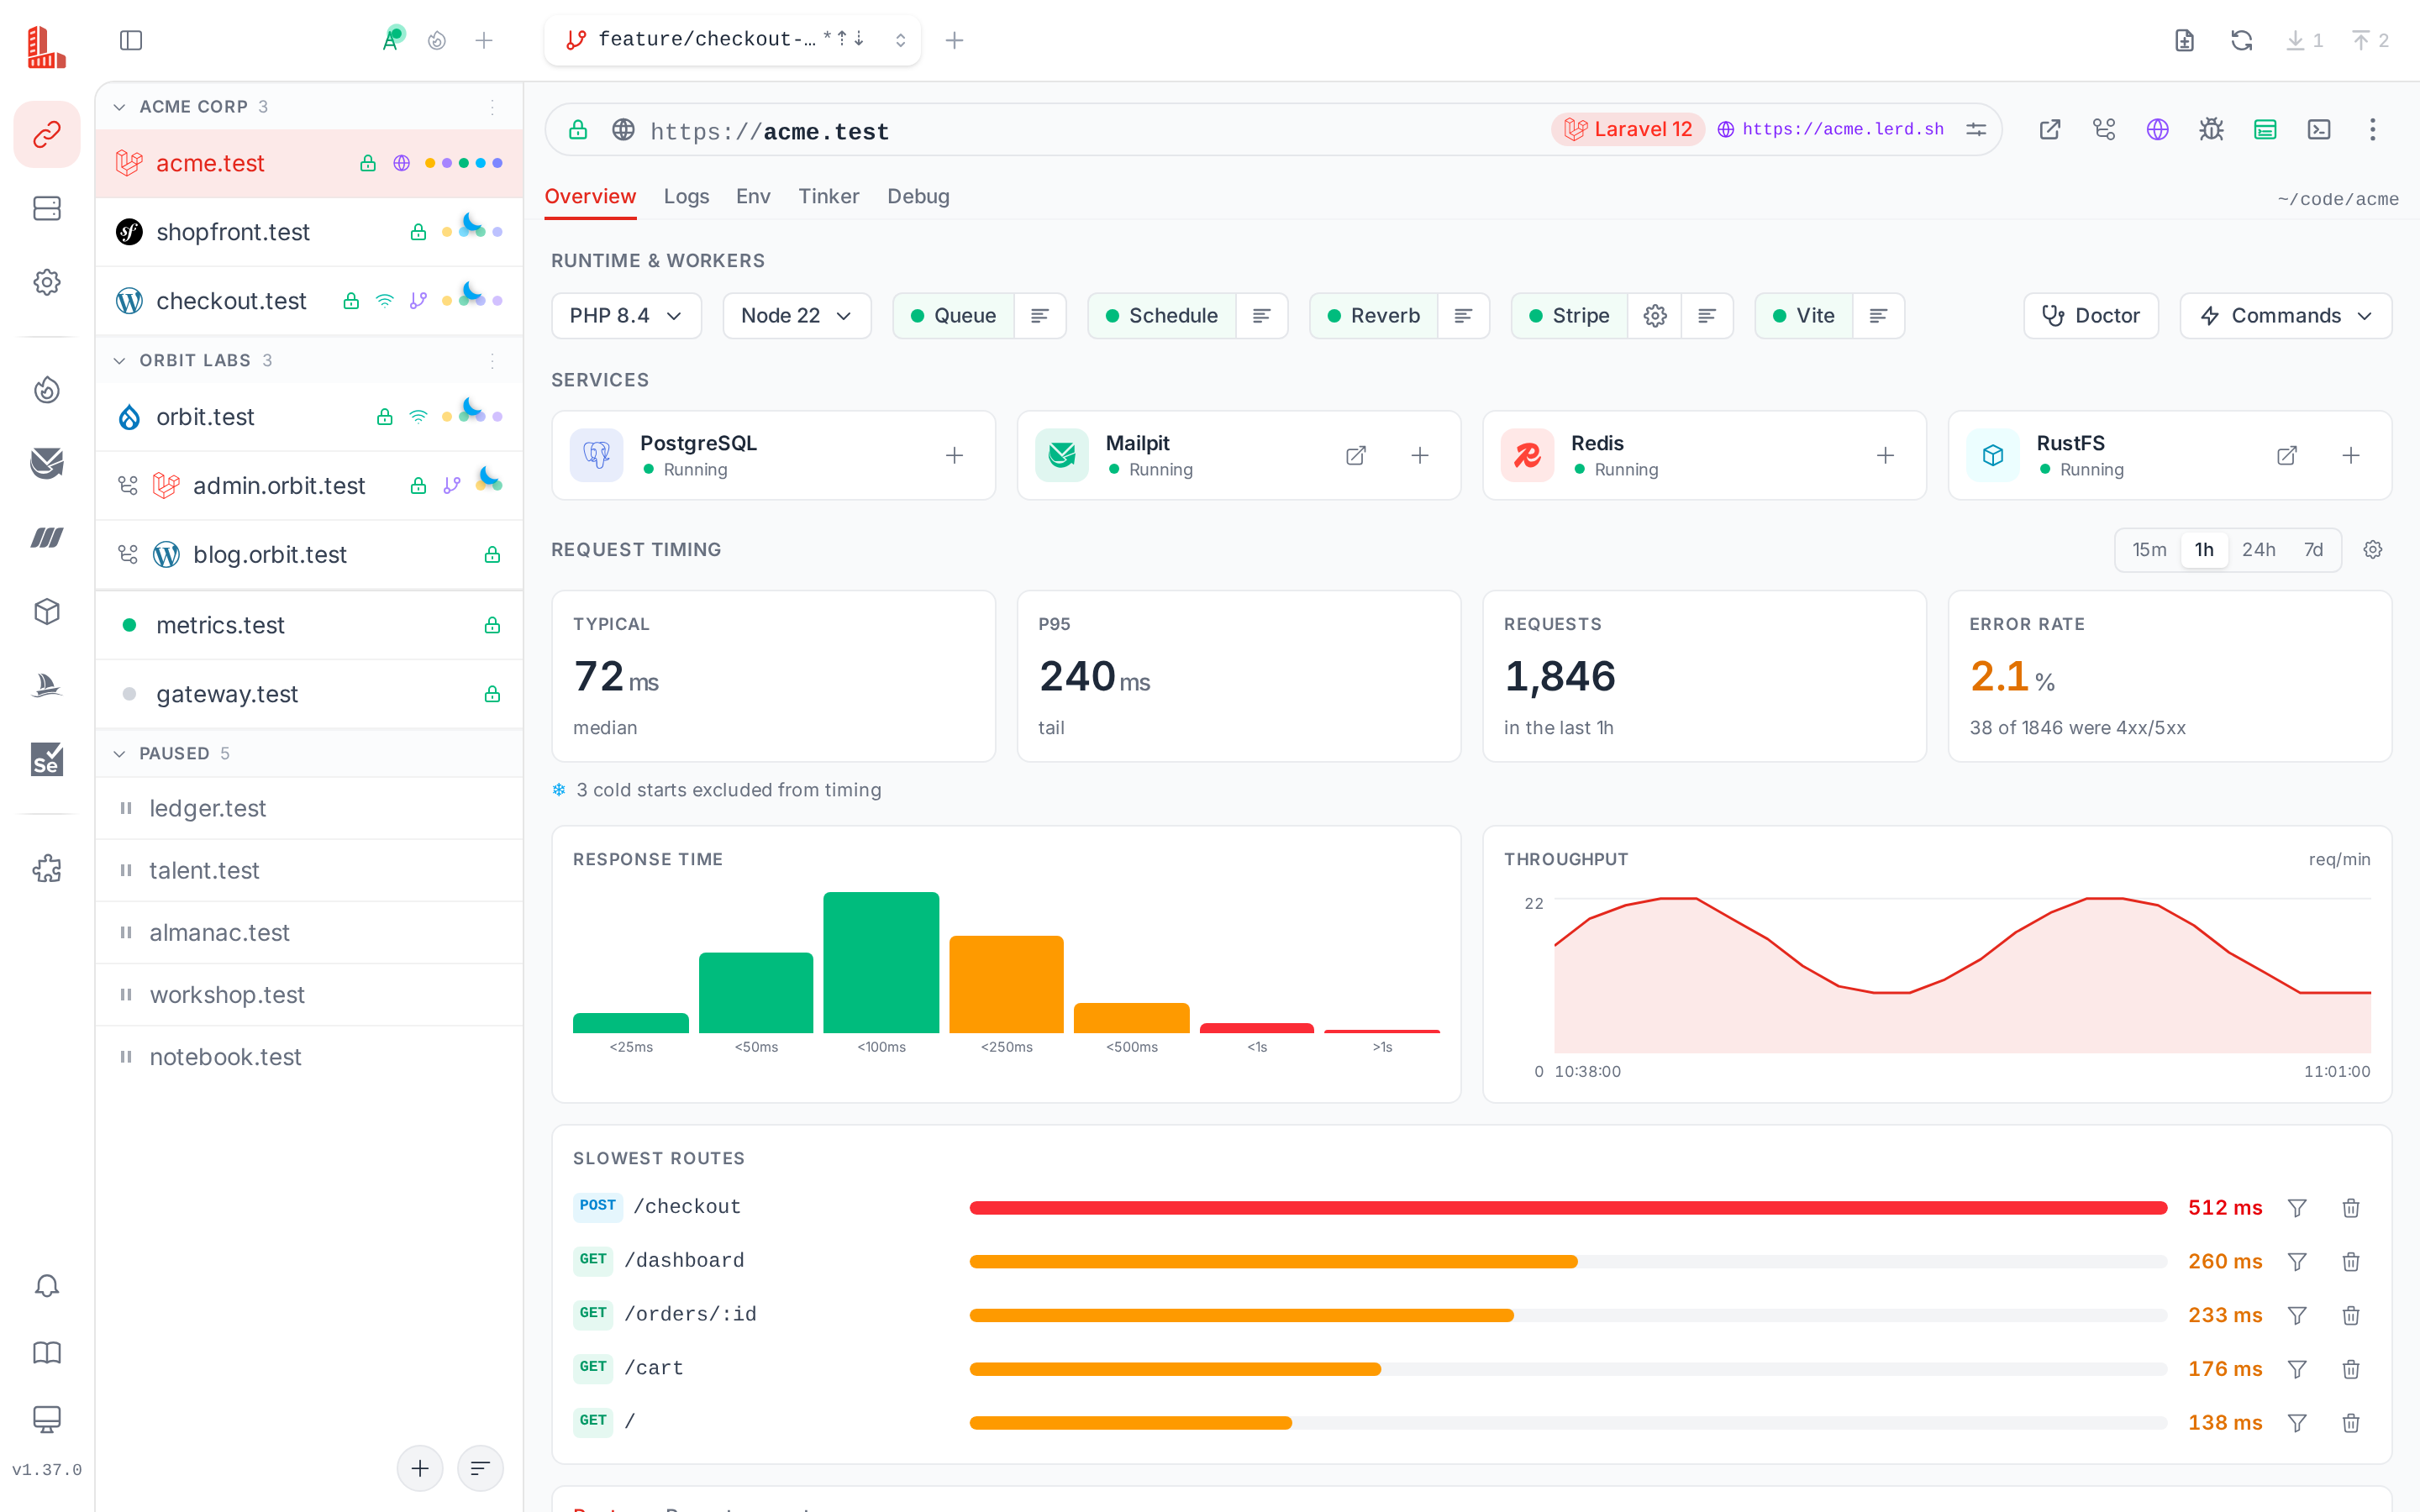 feature/checkout-… *↑↓
1
2
ACME CORP 3
acme.test
shopfront.test
checkout.test
ORBIT LABS 3
orbit.test
admin.orbit.test
blog.orbit.test
metrics.test
gateway.test
PAUSED 5
ledger.test
talent.test
almanac.test
workshop.test
notebook.test
Se
v1.37.0
https://acme.test
Laravel 12
https://acme.lerd.sh
Overview Logs Env Tinker Debug
~/code/acme
RUNTIME & WORKERS
PHP 8.4
Node 22
Queue
Schedule
Reverb
Stripe
Vite
Doctor
Commands
SERVICES
PostgreSQL
Running
Mailpit
Running
Redis
Running
RustFS
Running
REQUEST TIMING
15m 1h 24h 7d
TYPICAL
72 ms
median
P95
240 ms
tail
REQUESTS
1,846
in the last 1h
ERROR RATE
2.1 %
38 of 1846 were 4xx/5xx
3 cold starts excluded from timing
RESPONSE TIME
<25ms <50ms <100ms <250ms <500ms <1s >1s
THROUGHPUT
req/min
22
0 10:38:00 11:01:00
SLOWEST ROUTES
POST /checkout 512 ms
GET /dashboard 260 ms
GET /orders/:id 233 ms
GET /cart 176 ms
GET / 138 ms